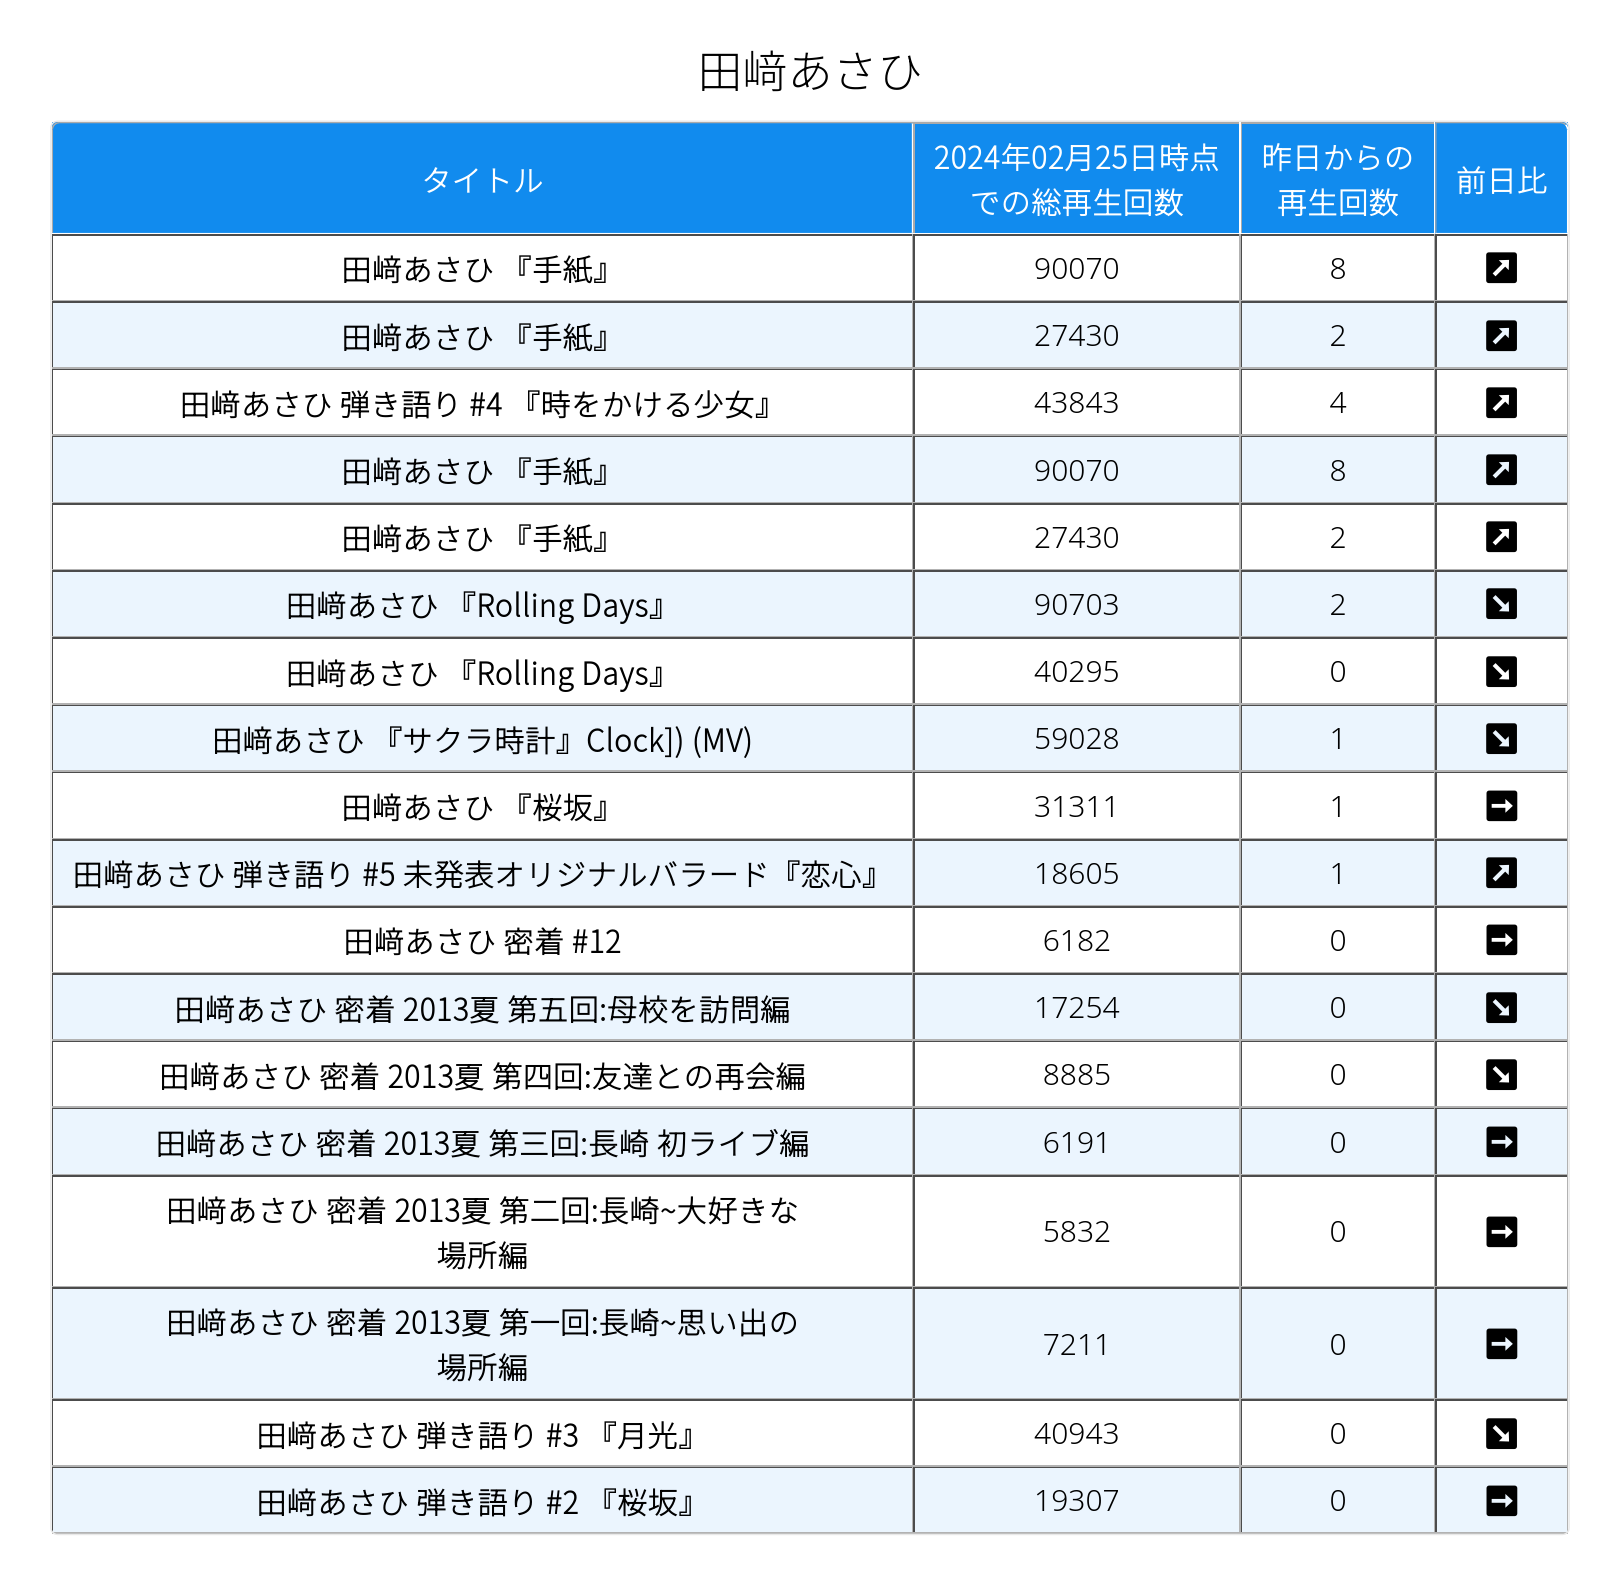 田﨑あさひ
タイトル
2024年02月25日時点
での総再生回数
昨日からの
再生回数
前日比
田﨑あさひ 『手紙』 90070 8 ↗
田﨑あさひ 『手紙』 27430 2 ↗
田﨑あさひ 弾き語り #4 『時をかける少女』 43843 4 ↗
田﨑あさひ 『手紙』 90070 8 ↗
田﨑あさひ 『手紙』 27430 2 ↗
田﨑あさひ 『Rolling Days』 90703 2 ↘
田﨑あさひ 『Rolling Days』 40295 0 ↘
田﨑あさひ 『サクラ時計』Clock]) (MV) 59028 1 ↘
田﨑あさひ 『桜坂』 31311 1 →
田﨑あさひ 弾き語り #5 未発表オリジナルバラード『恋心』 18605 1 ↗
田﨑あさひ 密着 #12 6182 0 →
田﨑あさひ 密着 2013夏 第五回:母校を訪問編 17254 0 ↘
田﨑あさひ 密着 2013夏 第四回:友達との再会編 8885 0 ↘
田﨑あさひ 密着 2013夏 第三回:長崎 初ライブ編 6191 0 →
田﨑あさひ 密着 2013夏 第二回:長崎~大好きな
場所編 5832 0 →
田﨑あさひ 密着 2013夏 第一回:長崎~思い出の
場所編 7211 0 →
田﨑あさひ 弾き語り #3 『月光』 40943 0 ↘
田﨑あさひ 弾き語り #2 『桜坂』 19307 0 →